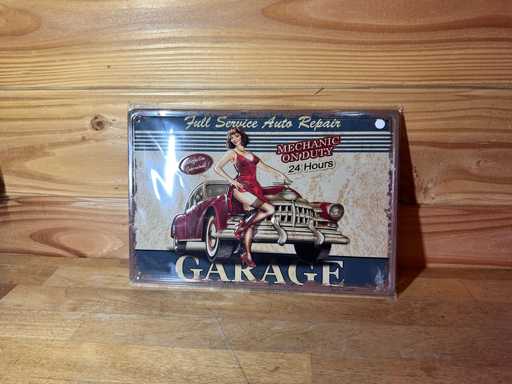 Full Service Auto Repair
MECHANIC
ON DUTY
24 Hours
GARAGE